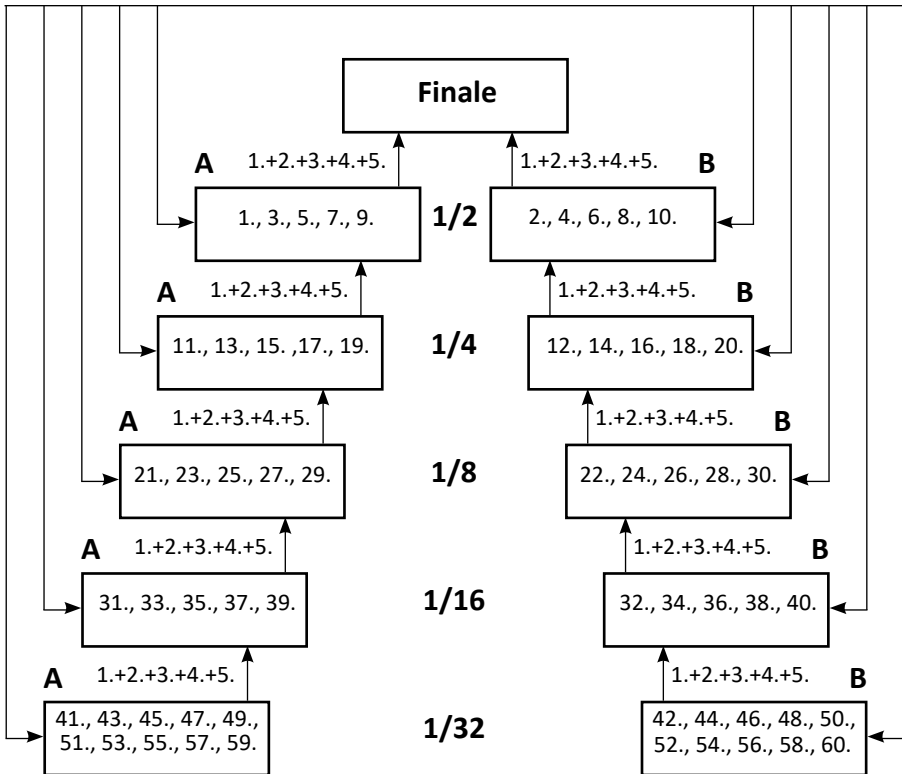 Finale
1.+2.+3.+4.+5.
1.+2.+3.+4.+5.
A
B
1., 3., 5., 7., 9.
1/2
2., 4., 6., 8., 10.
A
1.+2.+3.+4.+5.
1.+2.+3.+4.+5.
B
11., 13., 15. ,17., 19.
1/4
12., 14., 16., 18., 20.
A
1.+2.+3.+4.+5.
1.+2.+3.+4.+5.
B
21., 23., 25., 27., 29.
1/8
22., 24., 26., 28., 30.
A
1.+2.+3.+4.+5.
1.+2.+3.+4.+5.
B
31., 33., 35., 37., 39.
1/16
32., 34., 36., 38., 40.
A
1.+2.+3.+4.+5.
1.+2.+3.+4.+5.
B
41., 43., 45., 47., 49.,
51., 53., 55., 57., 59.
1/32
42., 44., 46., 48., 50.,
52., 54., 56., 58., 60.